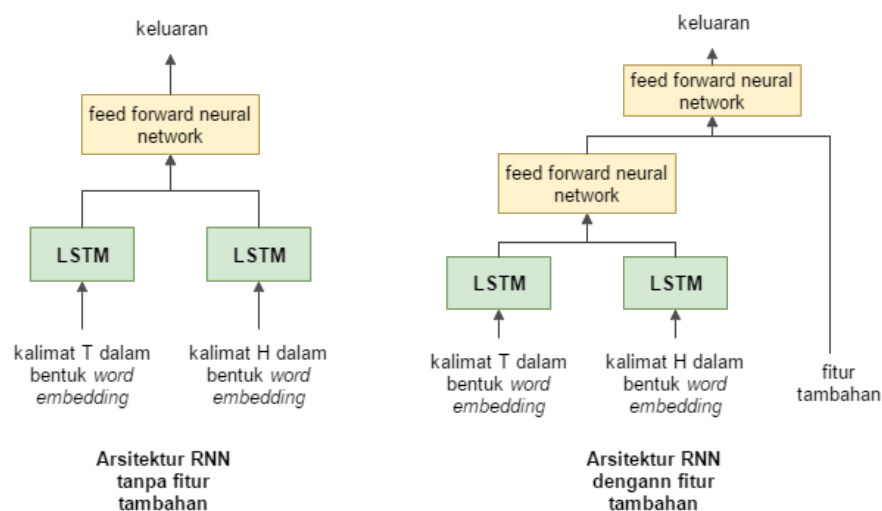 keluaran
feed forward neural
network
LSTM
LSTM
kalimat T dalam
bentuk word
embedding
kalimat H dalam
bentuk word
embedding
Arsitektur RNN
tanpa fitur
tambahan
keluaran
feed forward neural
network
feed forward neural
network
LSTM
LSTM
kalimat T dalam
bentuk word
embedding
kalimat H dalam
bentuk word
embedding
fitur
tambahan
Arsitektur RNN
dengann fitur
tambahan